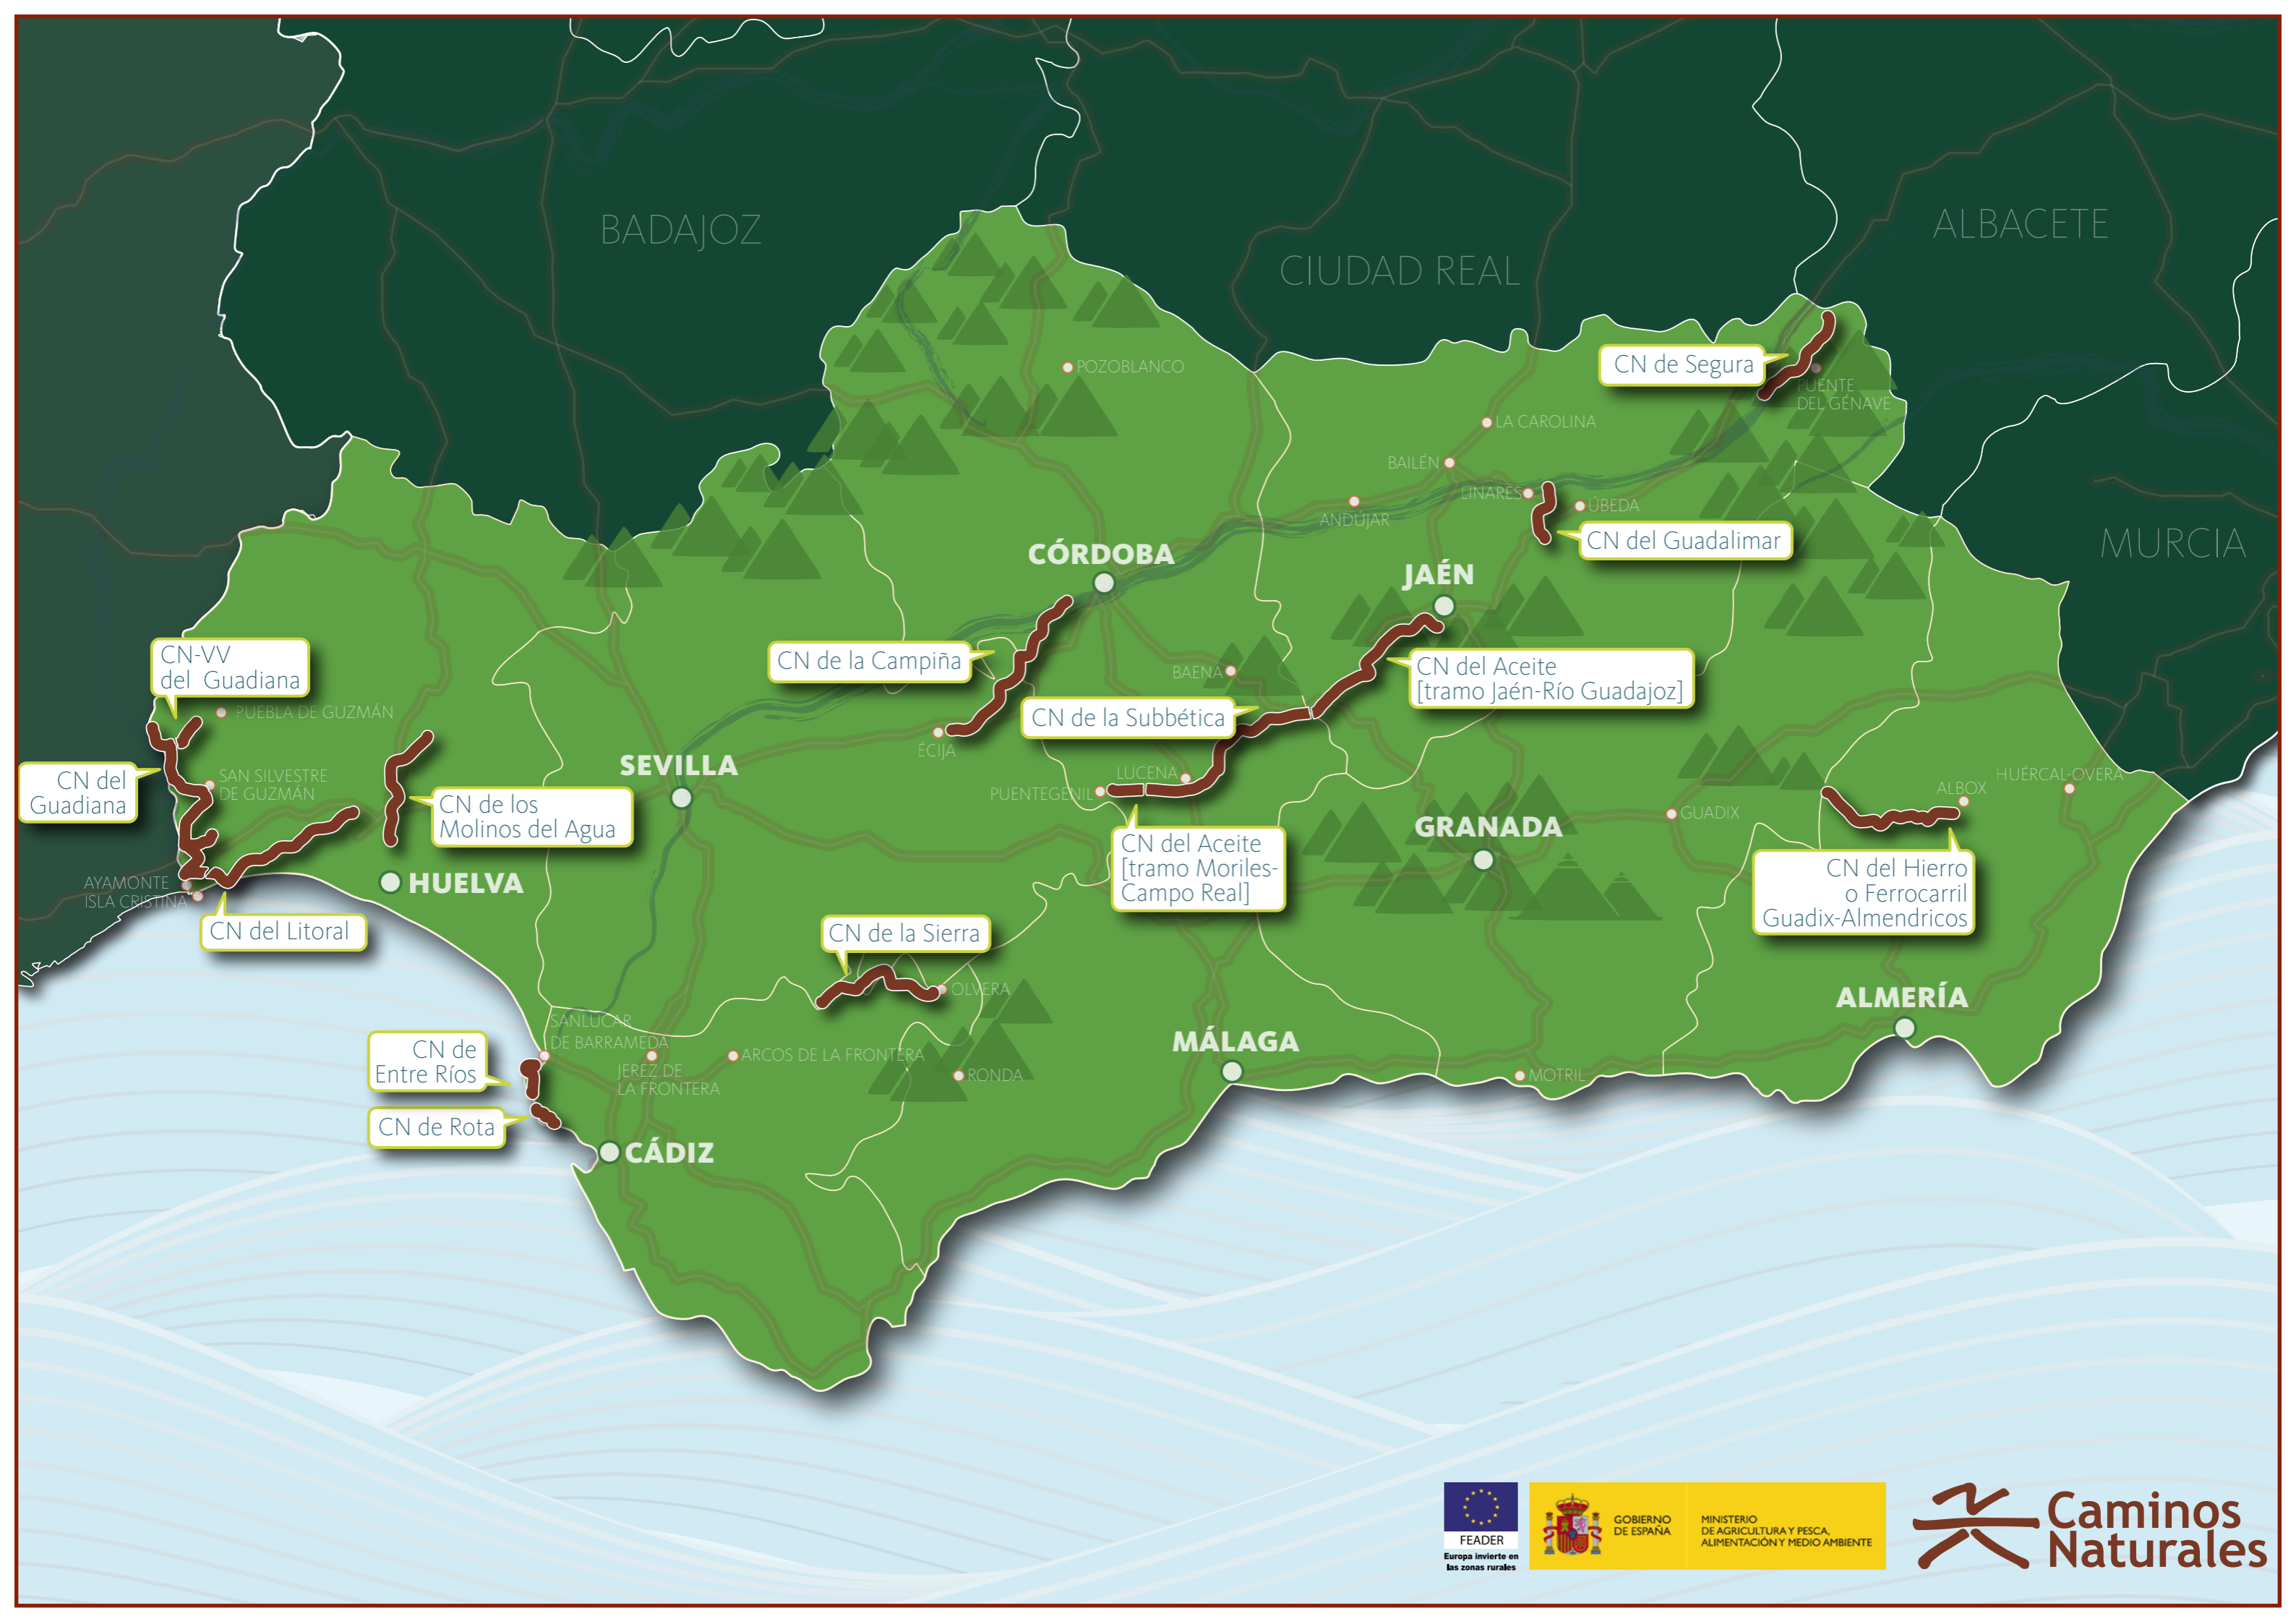 BADAJOZ
CIUDAD REAL
ALBACETE
MURCIA
CN de Segura
PUENTE
DEL GÉNAVE
POZOBLANCO
LA CAROLINA
BAILÉN
LINARES
ÚBEDA
ANDÚJAR
CN del Guadalimar
CÓRDOBA
JAÉN
CN-VV
del Guadiana
PUEBLA DE GUZMÁN
CN de la Campiña
BAENA
CN del Aceite
[tramo Jaén-Río Guadajoz]
CN de la Subbética
ÉCIJA
CN del
Guadiana
SAN SILVESTRE
DE GUZMÁN
CN de los
Molinos del Agua
SEVILLA
LUCENA
PUENTEGENIL
CN del Aceite
[tramo Moriles-
Campo Real]
GRANADA
GUADIX
ALBOX
HUÉRCAL-OVERA
CN del Hierro
o Ferrocarril
Guadix-Almendricos
AYAMONTE
ISLA CRISTINA
HUELVA
CN del Litoral
CN de la Sierra
OLVERA
ALMERÍA
SANLÚCAR
DE BARRAMEDA
CN de
Entre Ríos
JEREZ DE
LA FRONTERA
ARCOS DE LA FRONTERA
RONDA
MÁLAGA
MOTRIL
CN de Rota
CÁDIZ
FEADER
Europa invierte en
las zonas rurales
GOBIERNO
DE ESPAÑA
MINISTERIO
DE AGRICULTURA Y PESCA,
ALIMENTACIÓN Y MEDIO AMBIENTE
Caminos
Naturales